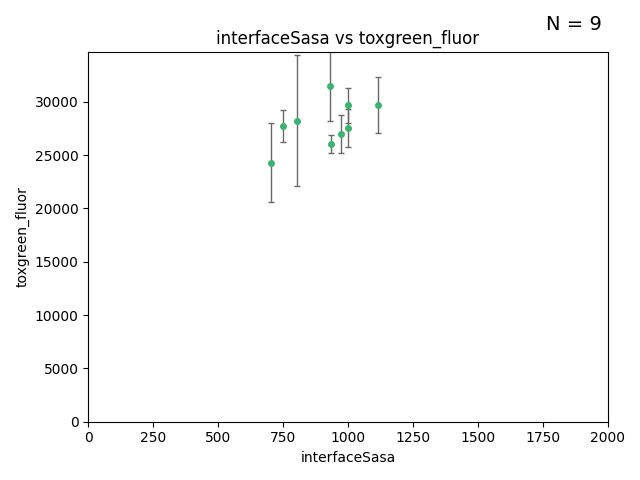 N = 9
interfaceSasa vs toxgreen_fluor
30000
25000
20000
15000
10000
5000
0
toxgreen_fluor
0 250 500 750 1000 1250 1500 1750 2000
interfaceSasa